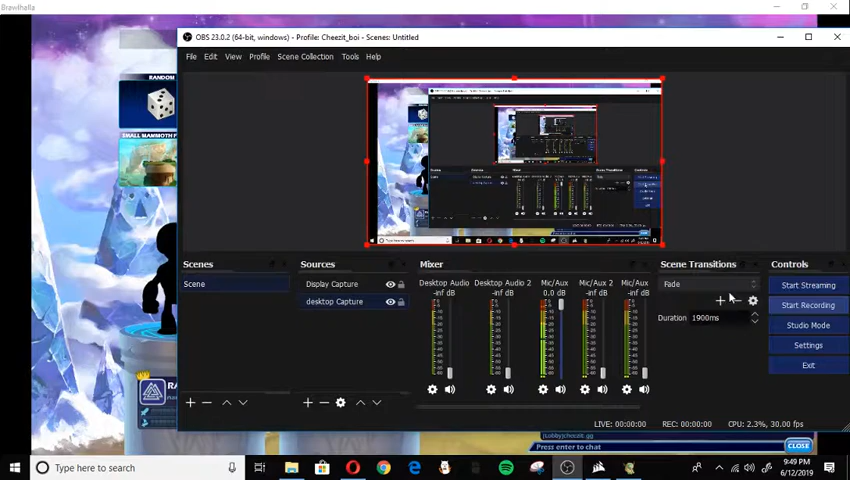 Brawlhalla
OBS 23.0.2 (64-bit, windows) - Profile: Cheezit_boi - Scenes: Untitled
File Edit View Profile Scene Collection Tools Help
RANDOM
SMALL MAMMOTH F
Scenes
Scene
Sources
Display Capture
desktop Capture
Mixer
Desktop Audio
-inf dB
Desktop Audio 2
-inf dB
Mic/Aux
0.0 dB
Mic/Aux 2
-inf dB
Mic/Aux
-inf dB
Scene Transitions
Fade
Duration 1900ms
Controls
Start Streaming
Start Recording
Studio Mode
Settings
Exit
LIVE: 00:00:00 REC: 00:00:00 CPU: 2.3%, 30.00 fps
RA
Press enter to chat
CLOSE
Type here to search
9:49 PM
6/12/2019